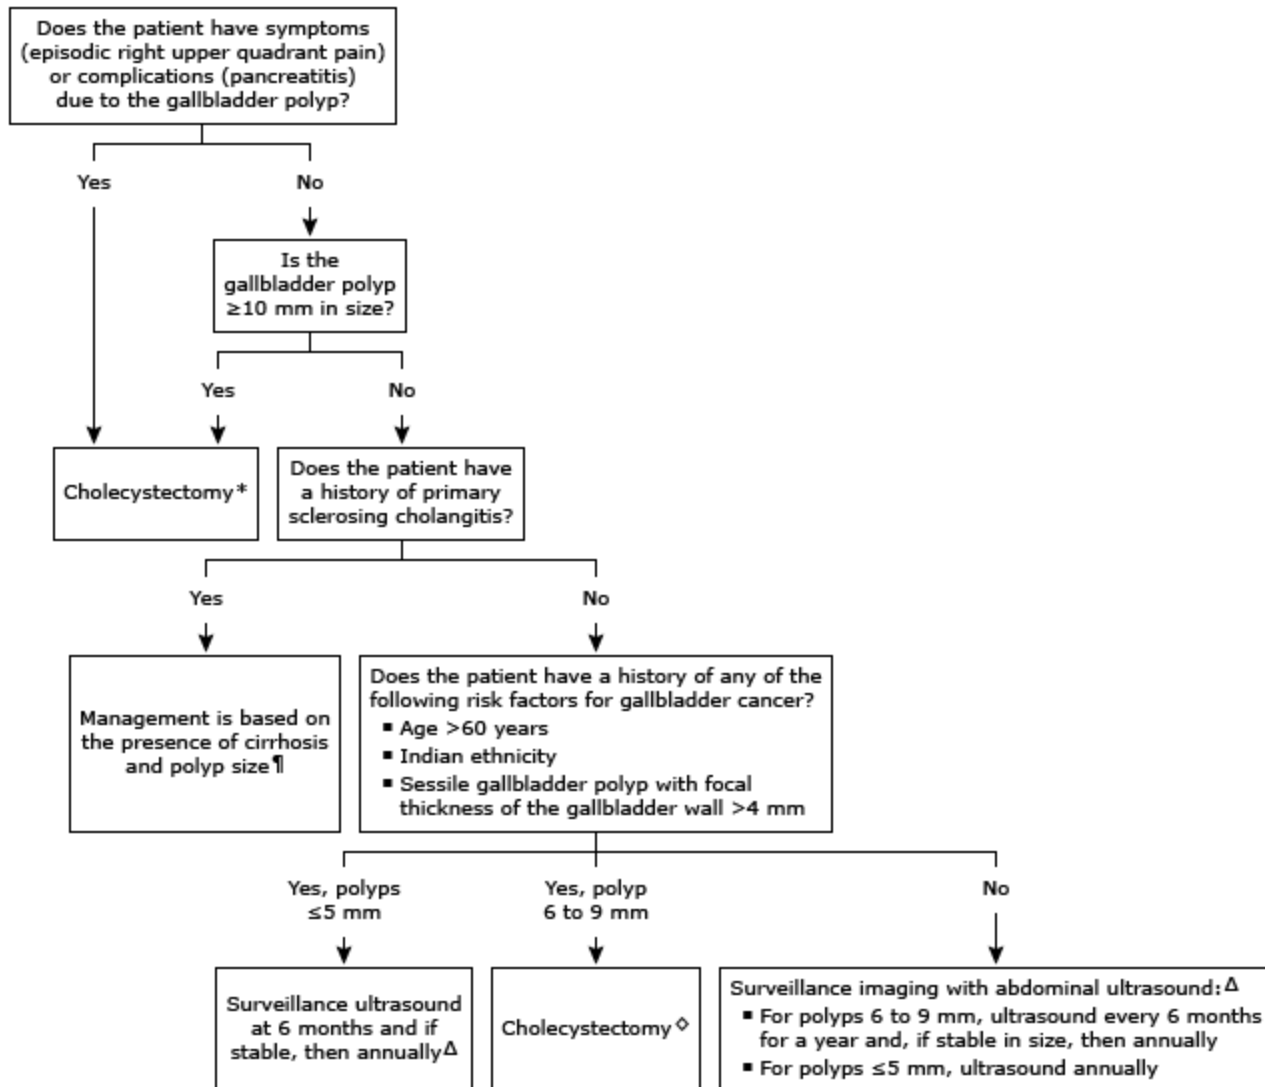 Does the patient have symptoms
(episodic right upper quadrant pain)
or complications (pancreatitis)
due to the gallbladder polyp?
Yes
No
Is the
gallbladder polyp
≥10 mm in size?
Yes
No
Cholecystectomy*
Does the patient have
a history of primary
sclerosing cholangitis?
Yes
No
Management is based on
the presence of cirrhosis
and polyp size¶
Does the patient have a history of any of the
following risk factors for gallbladder cancer?
▪ Age >60 years
▪ Indian ethnicity
▪ Sessile gallbladder polyp with focal
thickness of the gallbladder wall >4 mm
Yes, polyps
≤5 mm
Yes, polyp
6 to 9 mm
No
Surveillance ultrasound
at 6 months and if
stable, then annuallyΔ
Cholecystectomy◊
Surveillance imaging with abdominal ultrasound:Δ
▪ For polyps 6 to 9 mm, ultrasound every 6 months
for a year and, if stable in size, then annually
▪ For polyps ≤5 mm, ultrasound annually